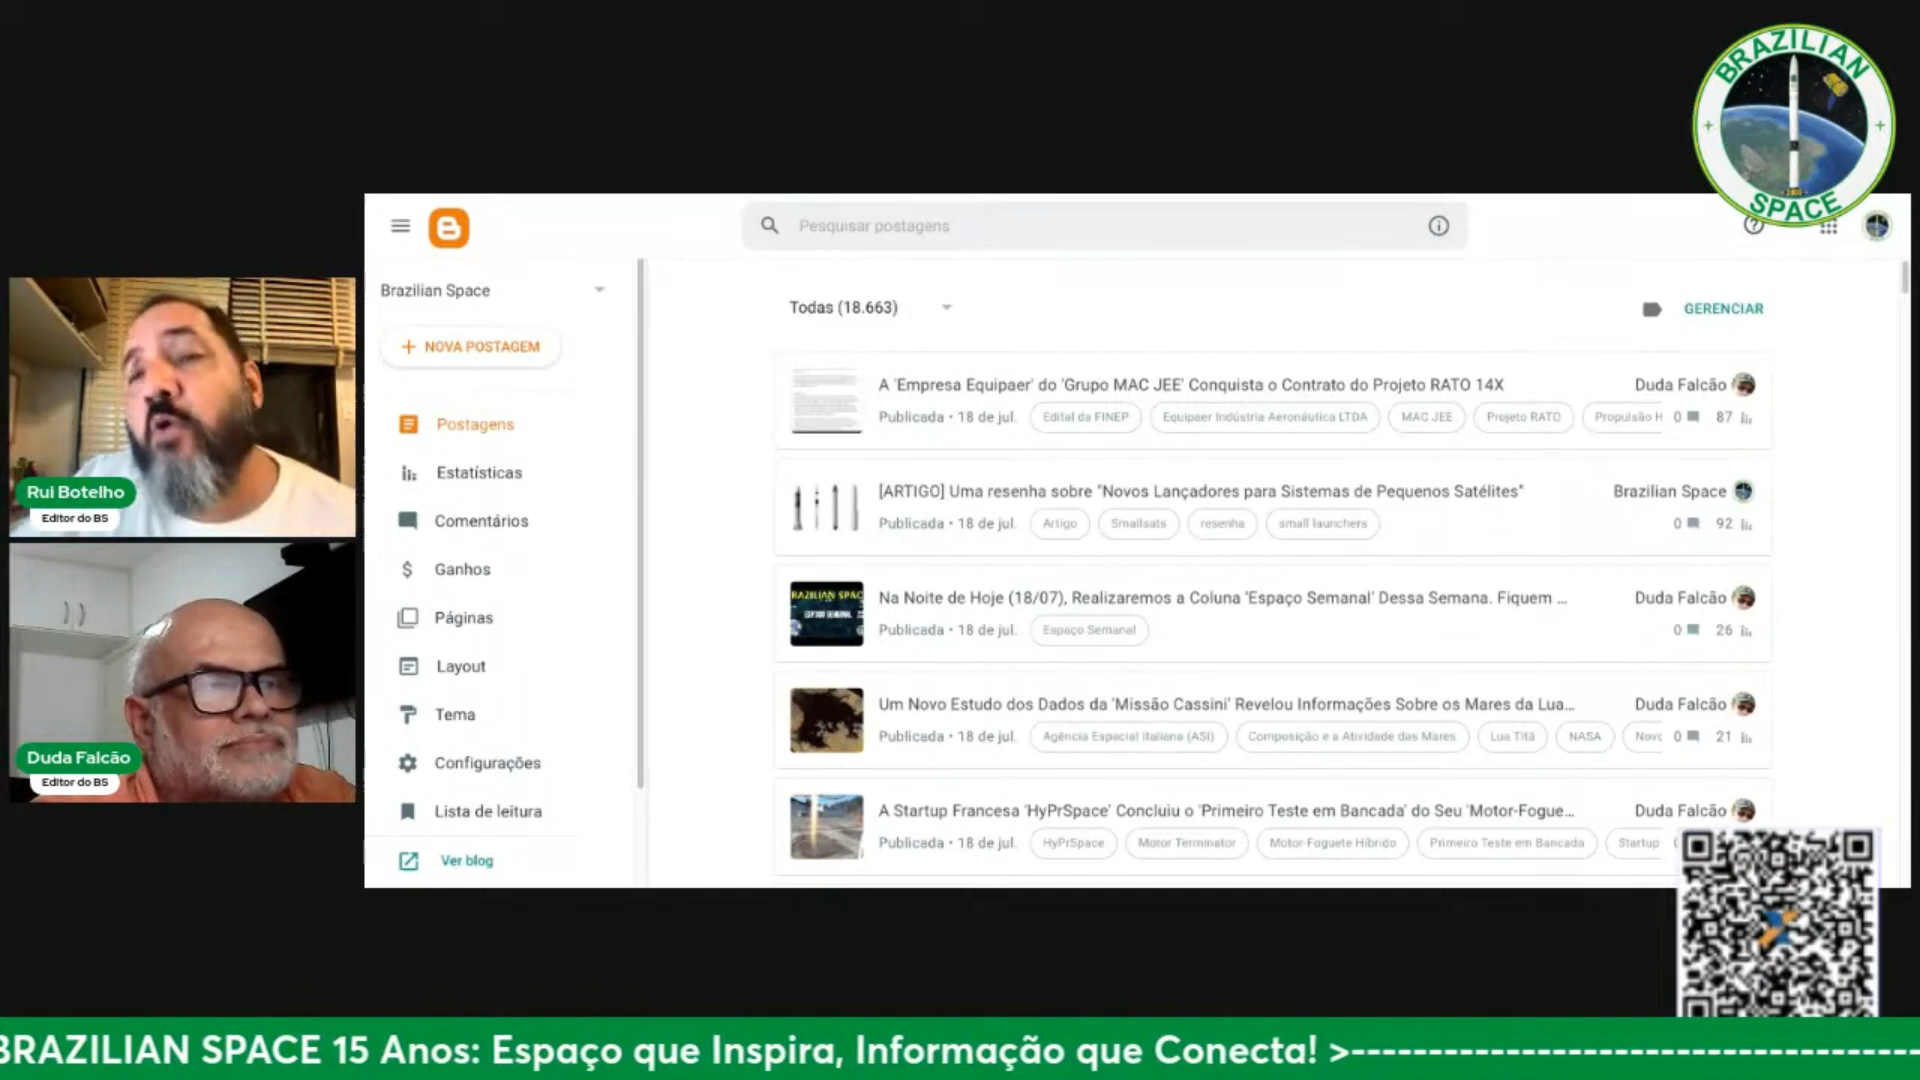 BRAZILIAN
SPACE
Pesquisar postagens
Brazilian Space
NOVA POSTAGEM
Postagens
Estatísticas
Comentários
Ganhos
Páginas
Layout
Tema
Configurações
Lista de leitura
Ver blog
Todas (18.663)
GERENCIAR
A 'Empresa Equipaer' do 'Grupo MAC JEE' Conquista o Contrato do Projeto RATO 14X
Duda Falcão
Publicada • 18 de jul. Edital da FINEP Equipaer Indústria Aeronáutica LTDA MAC JEE Projeto RATO Propulsão H 0 87
[ARTIGO] Uma resenha sobre "Novos Lançadores para Sistemas de Pequenos Satélites"
Brazilian Space
Publicada • 18 de jul. Artigo Smallsats resenha small launchers 0 92
Na Noite de Hoje (18/07), Realizaremos a Coluna 'Espaço Semanal' Dessa Semana. Fiquem ...
Duda Falcão
Publicada • 18 de jul. Espaço Semanal 0 26
Um Novo Estudo dos Dados da 'Missão Cassini' Revelou Informações Sobre os Mares da Lua...
Duda Falcão
Publicada • 18 de jul. Agência Espacial Italiana (ASI) Composição e a Atividade das Mares Lua Titã NASA Novo 0 21
A Startup Francesa 'HyPrSpace' Concluiu o 'Primeiro Teste em Bancada' do Seu 'Motor-Fogue...
Duda Falcão
Publicada • 18 de jul. HyPrSpace Motor Terminator Motor-Foguete Híbrido Primeiro Teste em Bancada Startup
Rui Botelho
Editor do BS
Duda Falcão
Editor do BS
BRAZILIAN SPACE 15 Anos: Espaço que Inspira, Informação que Conecta! >----------------------------------